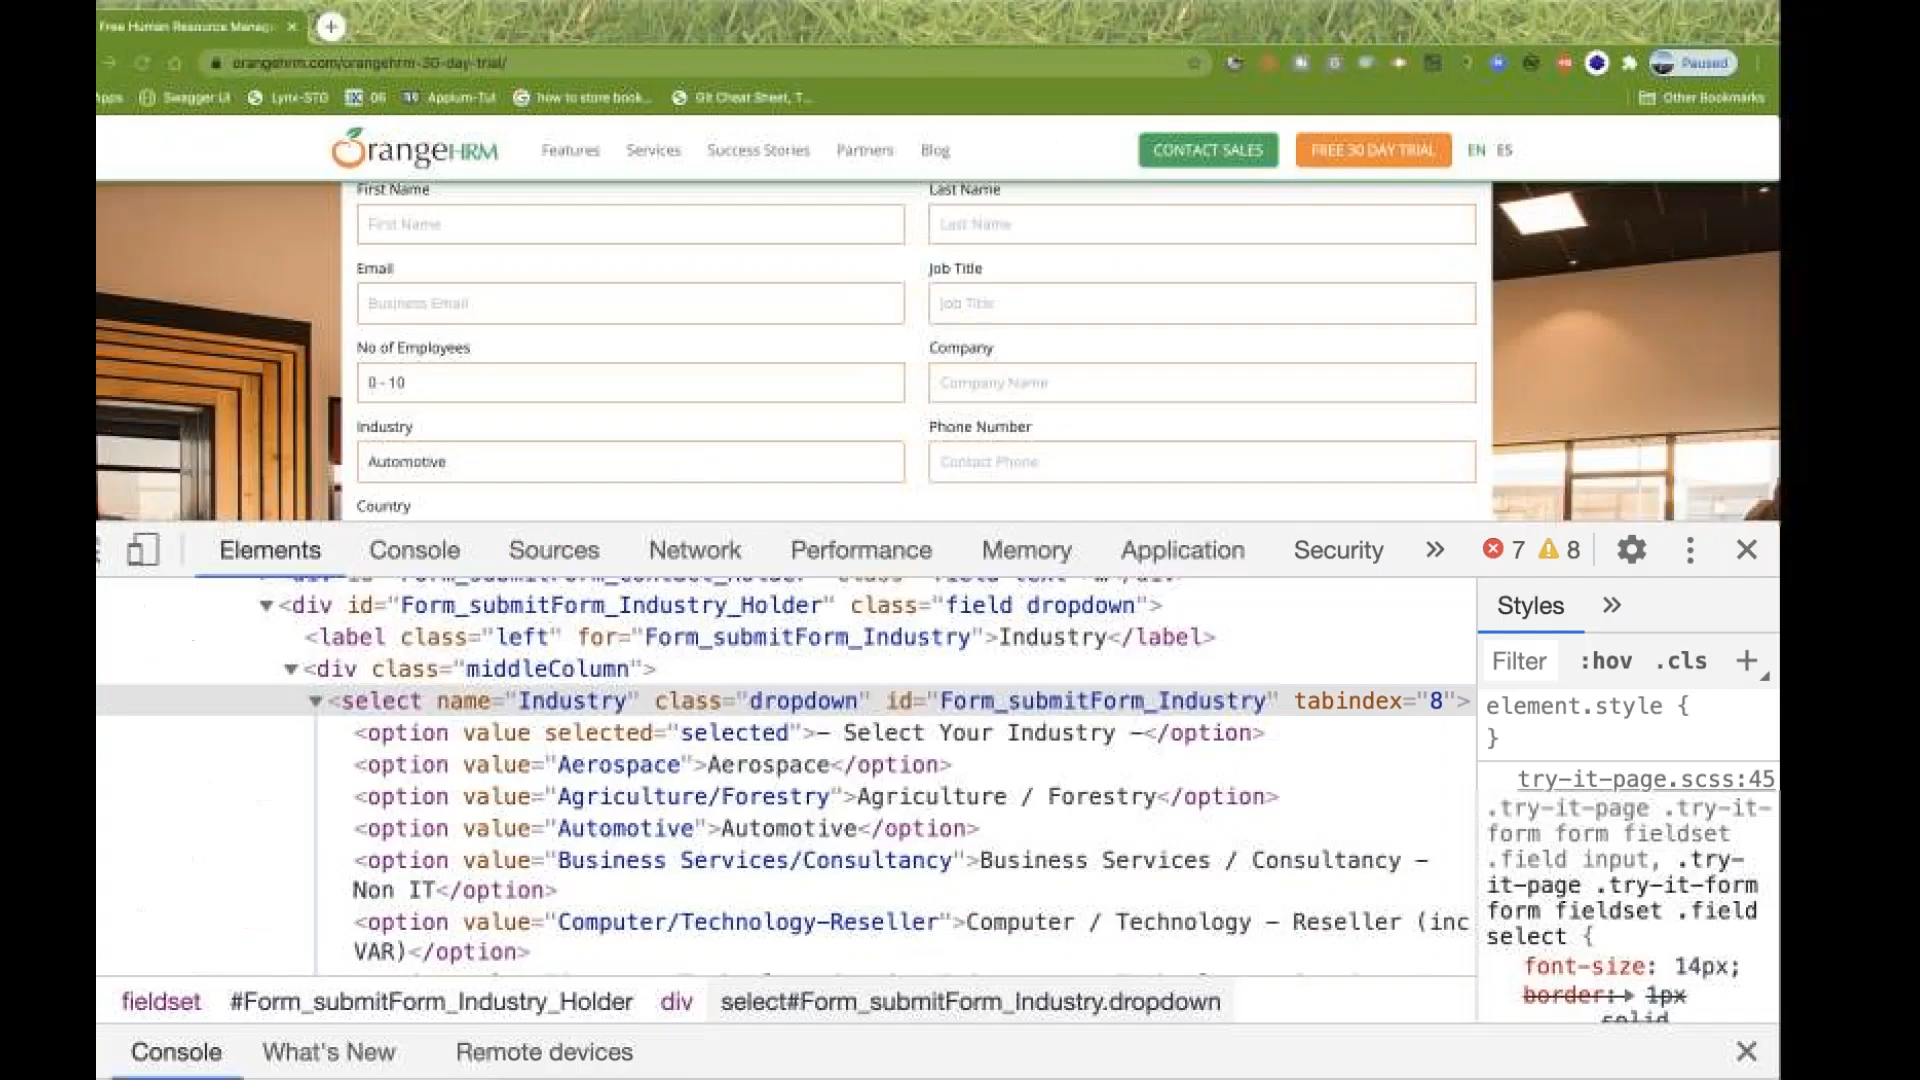 Free Human Resource Manag
orangehrm.com/orangehrm-30-day-trial/
Paused
Apps
Swagger UI
Lynx-STG
Appium-Tut
how to store book...
Git Cheat Sheet, T...
Other Bookmarks
OrangeHRM
Features
Services
Success Stories
Partners
Blog
CONTACT SALES
FREE 30 DAY TRIAL
EN ES
First Name
Last Name
First Name
Last Name
Email
Job Title
Business Email
Job Title
No of Employees
Company
0 - 10
Company Name
Industry
Phone Number
Automotive
Contact Phone
Country
Elements
Console
Sources
Network
Performance
Memory
Application
Security
»
7
8
<div id="Form_submitForm_Industry_Holder" class="field dropdown">
<label class="left" for="Form_submitForm_Industry">Industry</label>
<div class="middleColumn">
<select name="Industry" class="dropdown" id="Form_submitForm_Industry" tabindex="8">
<option value selected="selected">— Select Your Industry —</option>
<option value="Aerospace">Aerospace</option>
<option value="Agriculture/Forestry">Agriculture / Forestry</option>
<option value="Automotive">Automotive</option>
<option value="Business Services/Consultancy">Business Services / Consultancy –
Non IT</option>
<option value="Computer/Technology-Reseller">Computer / Technology – Reseller (inc
VAR)</option>
fieldset
#Form_submitForm_Industry_Holder
div
select#Form_submitForm_Industry.dropdown
Styles
»
Filter
:hov
.cls
+
element.style {
}
try-it-page.scss:45
.try-it-page .try-it-
form form fieldset
.field input, .try-
it-page .try-it-form
form fieldset .field
select {
font-size: 14px;
border: 1px
solid
Console
What's New
Remote devices